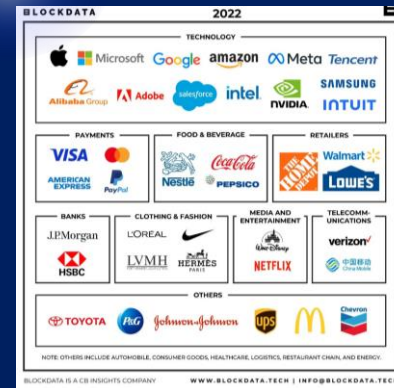 BLOCKDATA 2022
TECHNOLOGY
Microsoft Google amazon Meta Tencent
Alibaba Group Adobe salesforce intel. NVIDIA. SAMSUNG
INTUIT
PAYMENTS FOOD & BEVERAGE RETAILERS
VISA Nestlē Coca-Cola THE HOME DEPOT Walmart
AMERICAN EXPRESS PayPal PEPSICO LOWE'S
BANKS CLOTHING & FASHION MEDIA AND ENTERTAINMENT TELECOMM-UNICATIONS
J.P.Morgan L'ORÉAL WALT DISNEY verizon✓
HSBC LVMH HERMÈS PARIS NETFLIX 中国移动 China Mobile
OTHERS
TOYOTA P&G Johnson&Johnson ups Chevron
NOTE: OTHERS INCLUDE AUTOMOBILE, CONSUMER GOODS, HEALTHCARE, LOGISTICS, RESTAURANT CHAIN, AND ENERGY.
BLOCKDATA IS A CB INSIGHTS COMPANY WWW.BLOCKDATA.TECH | INFO@BLOCKDATA.TEC